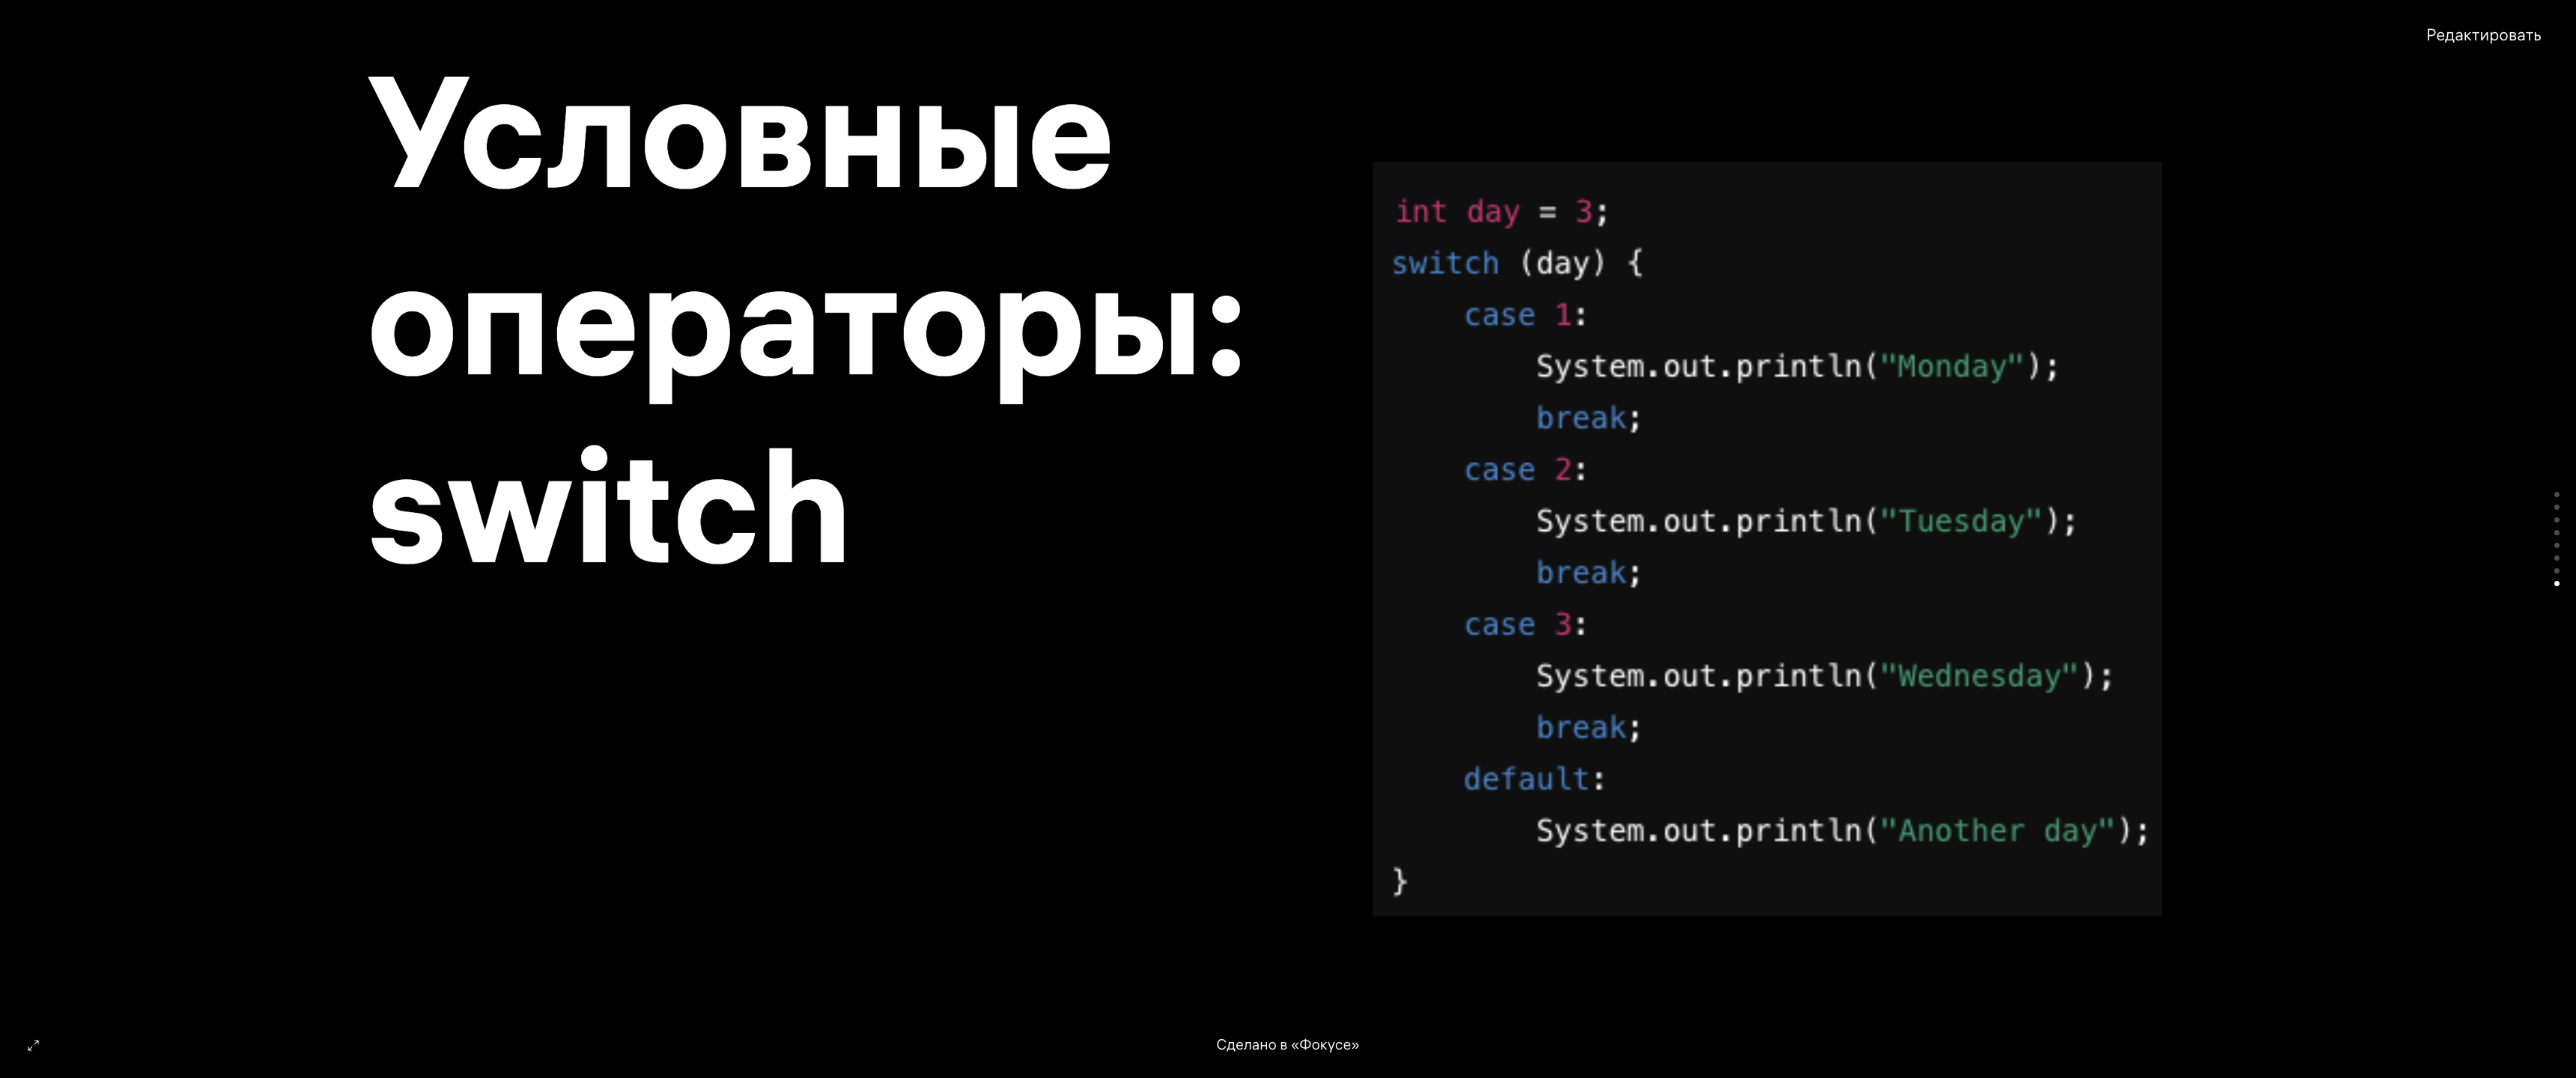 Редактировать
Условные
операторы:
switch
int day = 3;
switch (day) {
    case 1:
        System.out.println("Monday");
        break;
    case 2:
        System.out.println("Tuesday");
        break;
    case 3:
        System.out.println("Wednesday");
        break;
    default:
        System.out.println("Another day");
}
Сделано в «Фокусе»